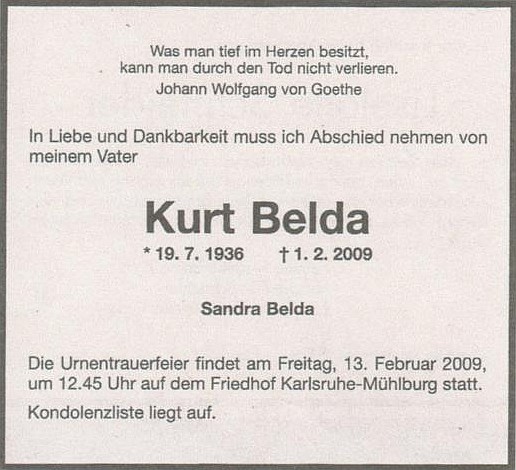 Was man tief im Herzen besitzt,
kann man durch den Tod nicht verlieren.
Johann Wolfgang von Goethe
In Liebe und Dankbarkeit muss ich Abschied nehmen von
meinem Vater
Kurt Belda
* 19. 7. 1936 † 1. 2. 2009
Sandra Belda
Die Urnentrauerfeier findet am Freitag, 13. Februar 2009,
um 12.45 Uhr auf dem Friedhof Karlsruhe-Mühlburg statt.
Kondolenzliste liegt auf.